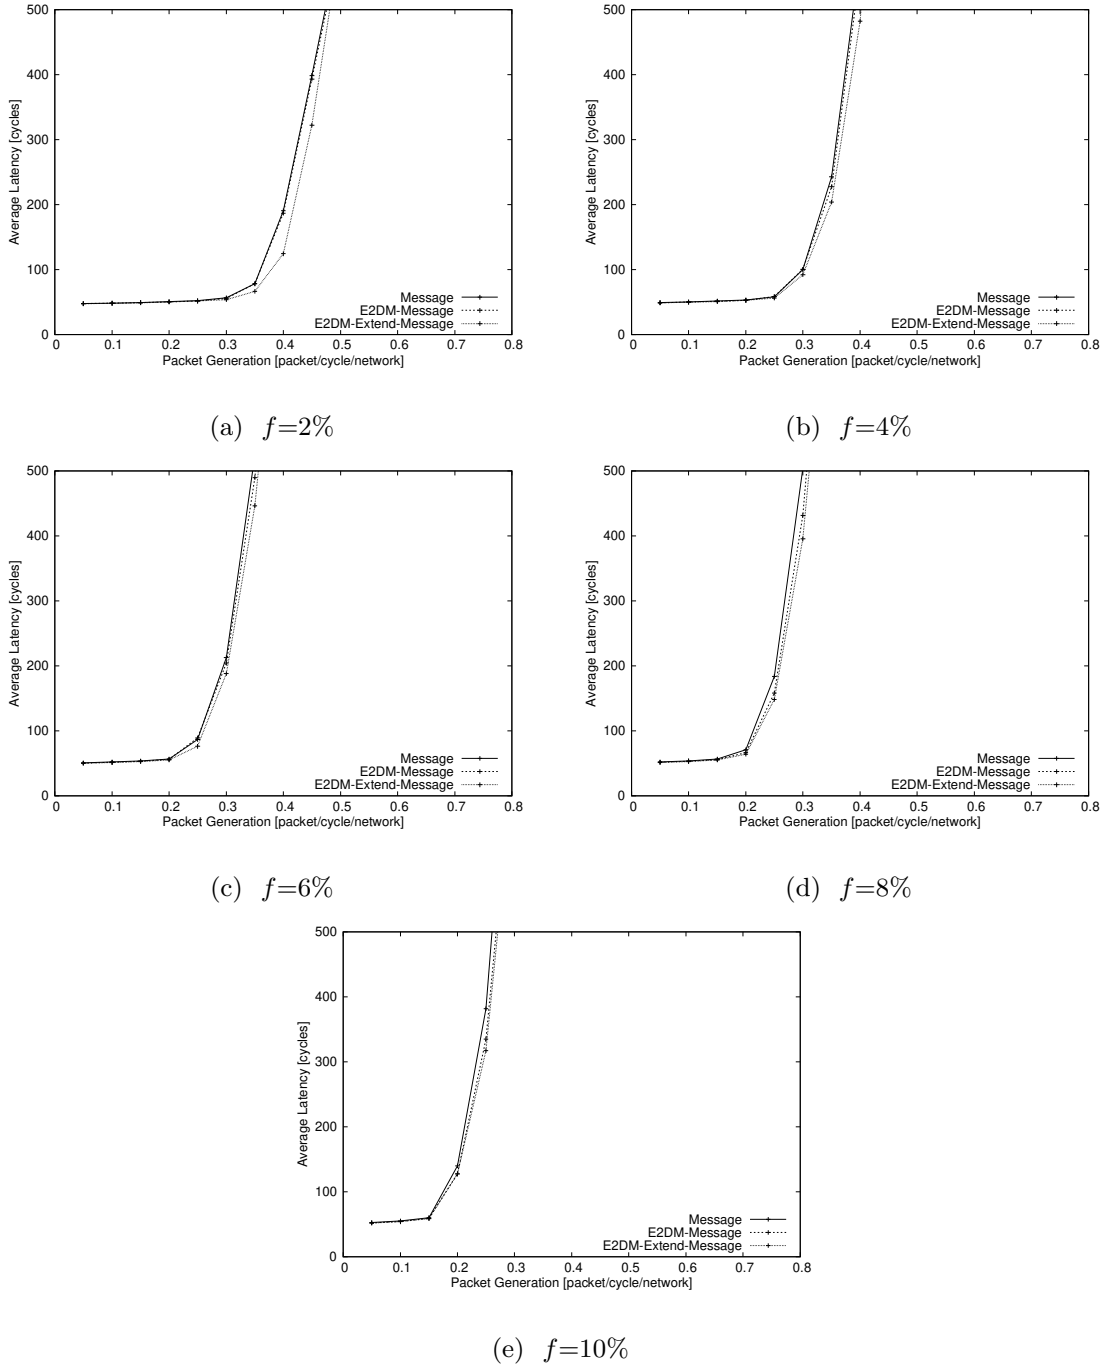 500
400
300
200
100
0
Average Latency [cycles]
Message
E2DM-Message
E2DM-Extend-Message
0 0.1 0.2 0.3 0.4 0.5 0.6 0.7 0.8
Packet Generation [packet/cycle/network]
(a) f=2%
500
400
300
200
100
0
Average Latency [cycles]
Message
E2DM-Message
E2DM-Extend-Message
0 0.1 0.2 0.3 0.4 0.5 0.6 0.7 0.8
Packet Generation [packet/cycle/network]
(b) f=4%
500
400
300
200
100
0
Average Latency [cycles]
Message
E2DM-Message
E2DM-Extend-Message
0 0.1 0.2 0.3 0.4 0.5 0.6 0.7 0.8
Packet Generation [packet/cycle/network]
(c) f=6%
500
400
300
200
100
0
Average Latency [cycles]
Message
E2DM-Message
E2DM-Extend-Message
0 0.1 0.2 0.3 0.4 0.5 0.6 0.7 0.8
Packet Generation [packet/cycle/network]
(d) f=8%
500
400
300
200
100
0
Average Latency [cycles]
Message
E2DM-Message
E2DM-Extend-Message
0 0.1 0.2 0.3 0.4 0.5 0.6 0.7 0.8
Packet Generation [packet/cycle/network]
(e) f=10%